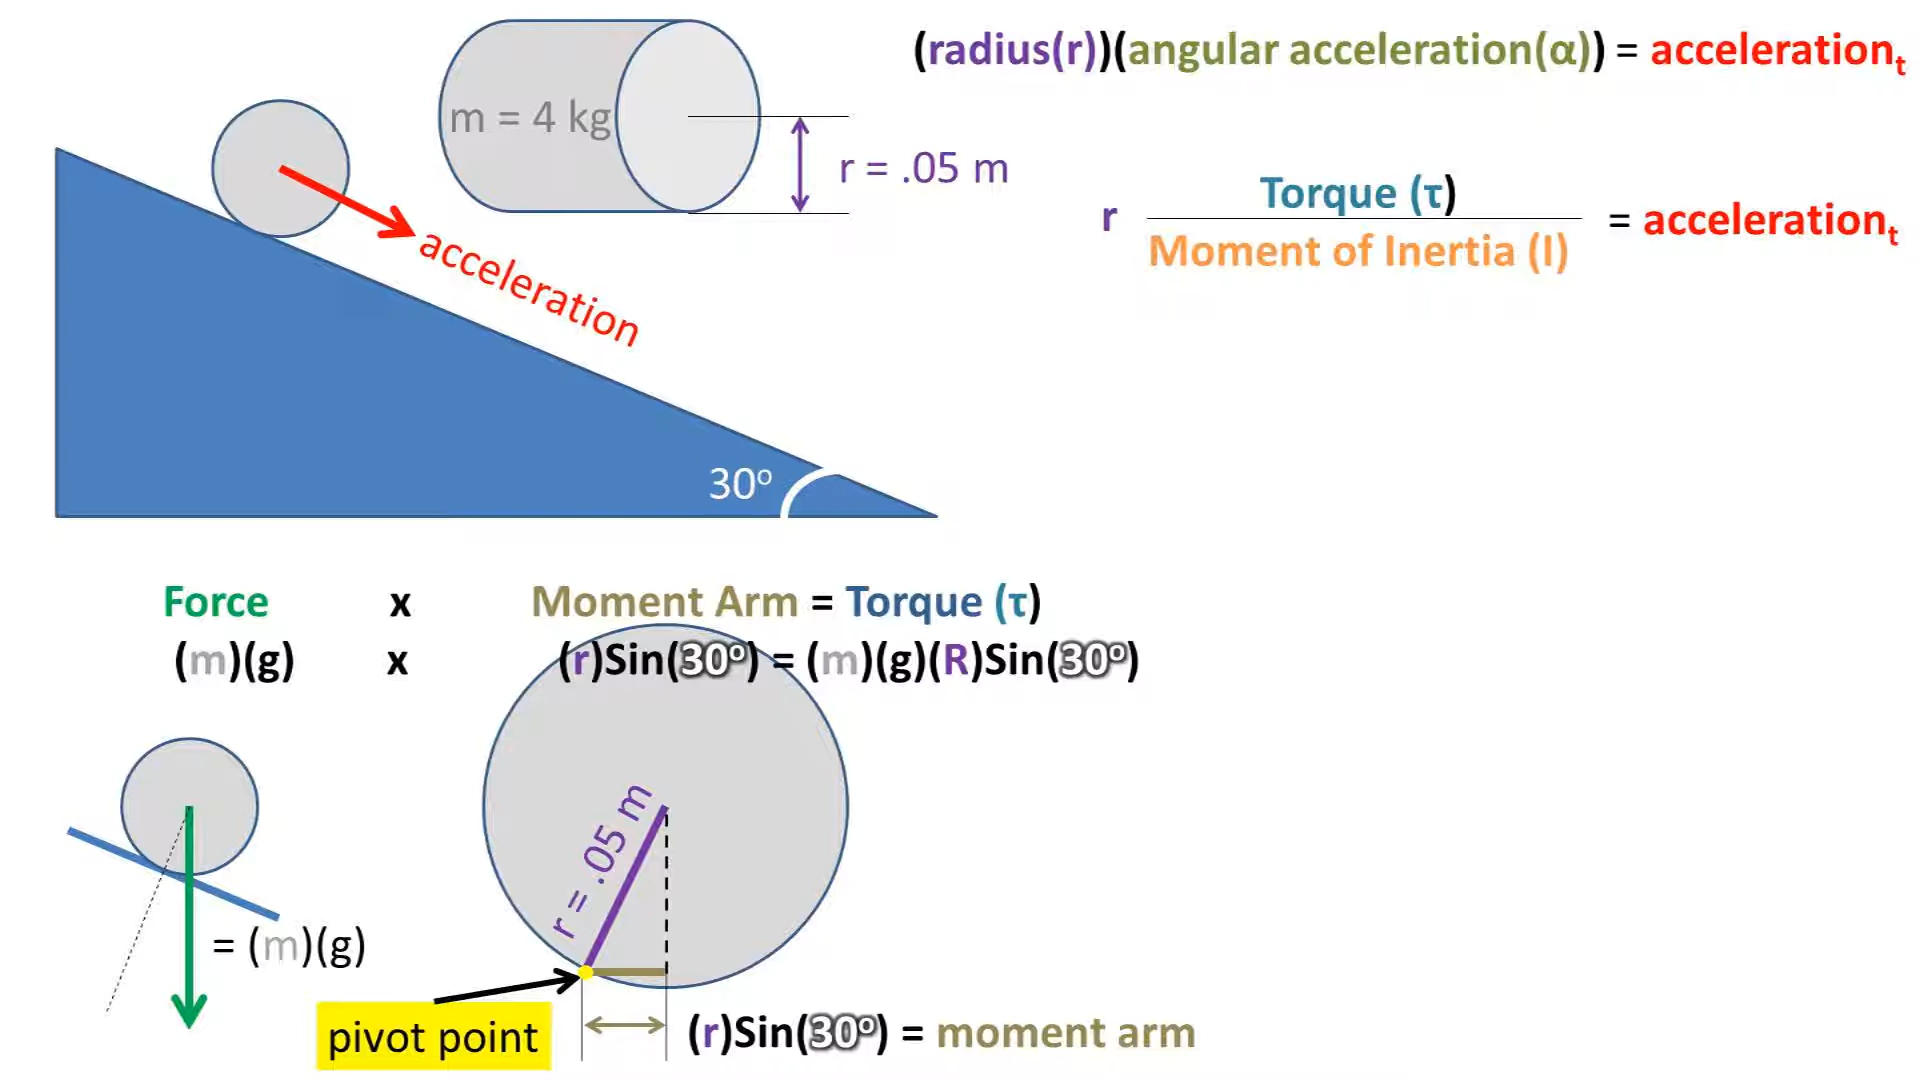 (radius(r))(angular acceleration(α)) = accelerationt
m = 4 kg
r = .05 m
r Torque (τ) = accelerationt
Moment of Inertia (I)
acceleration
30o
Force x Moment Arm = Torque (τ)
(m)(g) x (r)Sin(30o) = (m)(g)(R)Sin(30o)
r = .05 m
= (m)(g)
pivot point
(r)Sin(30o) = moment arm